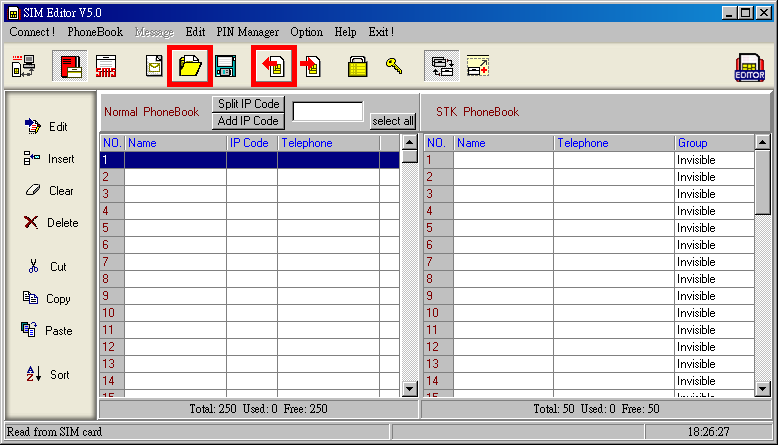 SIM Editor V5.0
Connect ! PhoneBook Message Edit PIN Manager Option Help Exit !
SMS
EDITOR
Edit
Insert
Clear
Delete
Cut
Copy
Paste
A Z Sort
Normal PhoneBook
Split IP Code
Add IP Code
select all
STK PhoneBook
NO. Name IP Code Telephone
1
2
3
4
5
6
7
8
9
10
11
12
13
14
15
NO. Name Telephone Group
1 Invisible
2 Invisible
3 Invisible
4 Invisible
5 Invisible
6 Invisible
7 Invisible
8 Invisible
9 Invisible
10 Invisible
11 Invisible
12 Invisible
13 Invisible
14 Invisible
15 Invisible
Total: 250 Used: 0 Free: 250
Total: 50 Used: 0 Free: 50
Read from SIM card
18:26:27